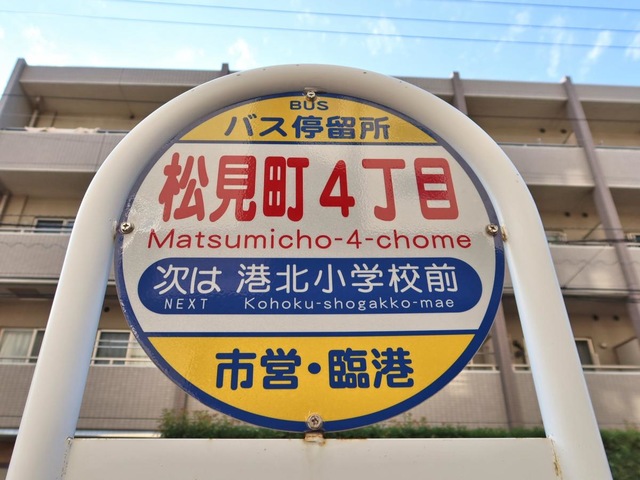 BUS
バス停留所
松見町4丁目
Matsumicho-4-chome
次は 港北小学校前
NEXT Kohoku-shogakko-mae
市営・臨港